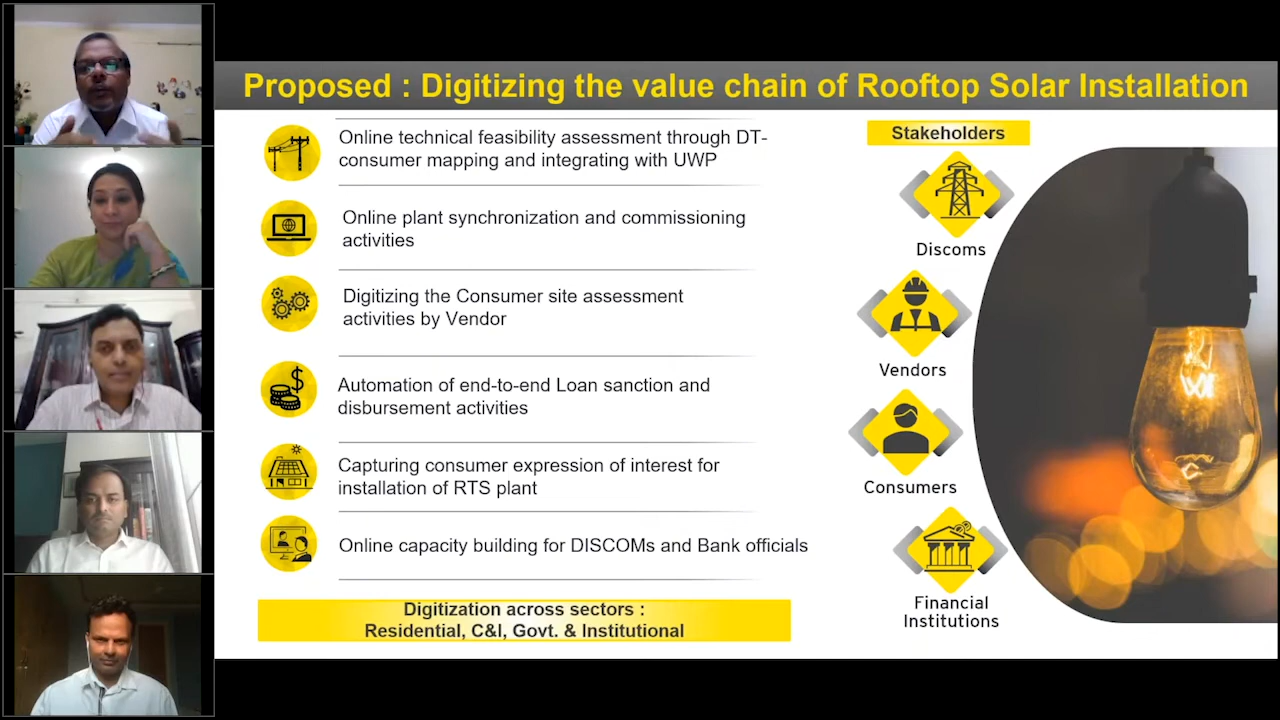 Proposed : Digitizing the value chain of Rooftop Solar Installation
Online technical feasibility assessment through DT-
consumer mapping and integrating with UWP
Online plant synchronization and commissioning
activities
Digitizing the Consumer site assessment
activities by Vendor
Automation of end-to-end Loan sanction and
disbursement activities
Capturing consumer expression of interest for
installation of RTS plant
Online capacity building for DISCOMs and Bank officials
Digitization across sectors :
Residential, C&I, Govt. & Institutional
Stakeholders
Discoms
Vendors
Consumers
Financial
Institutions